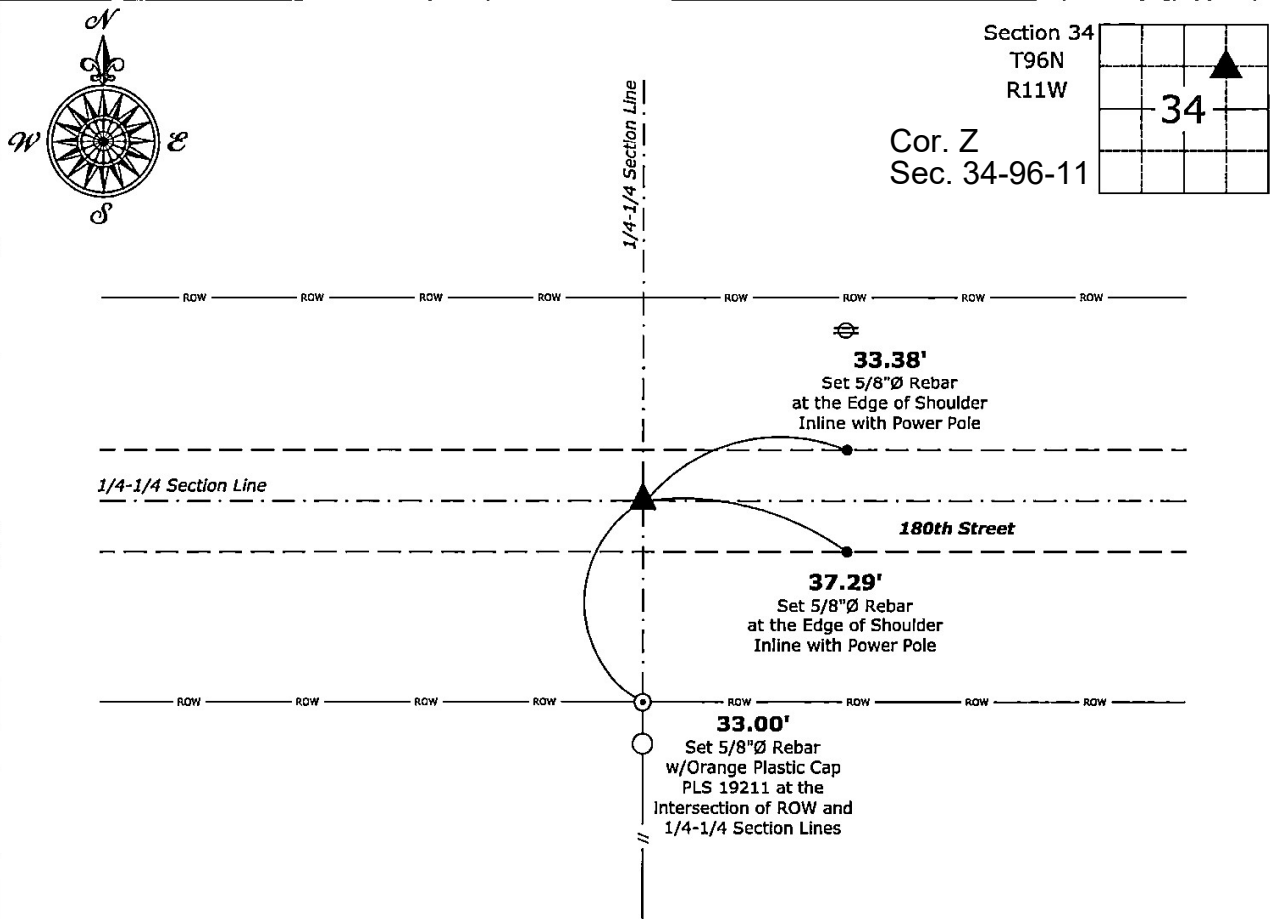 N
W
E
S
Section 34
T96N
R11W
34
Cor. Z
Sec. 34-96-11
1/4-1/4 Section Line
ROW ROW ROW ROW ROW ROW ROW ROW
33.38'
Set 5/8"Ø Rebar
at the Edge of Shoulder
Inline with Power Pole
1/4-1/4 Section Line
180th Street
37.29'
Set 5/8"Ø Rebar
at the Edge of Shoulder
Inline with Power Pole
ROW ROW ROW ROW ROW ROW ROW ROW
33.00'
Set 5/8"Ø Rebar
w/Orange Plastic Cap
PLS 19211 at the
Intersection of ROW and
1/4-1/4 Section Lines